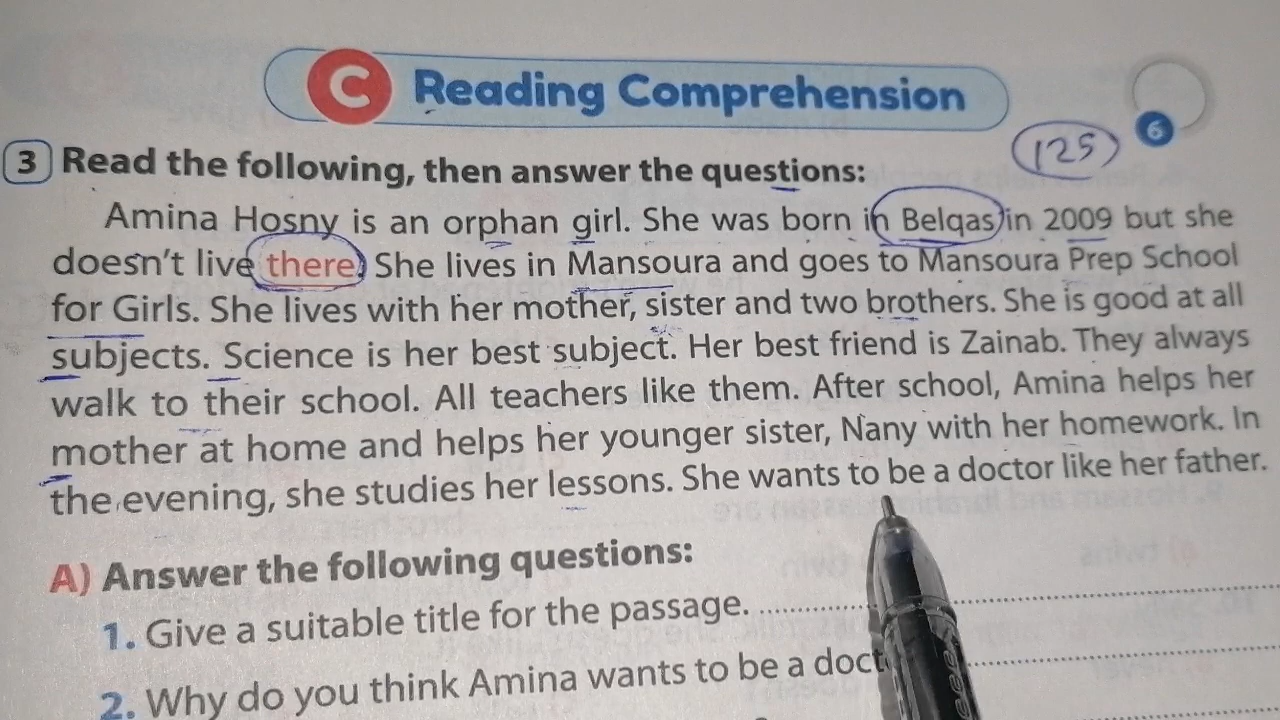 C Reading Comprehension
6
125
3 Read the following, then answer the questions:
Amina Hosny is an orphan girl. She was born in Belqas in 2009 but she
doesn't live there. She lives in Mansoura and goes to Mansoura Prep School
for Girls. She lives with her mother, sister and two brothers. She is good at all
subjects. Science is her best subject. Her best friend is Zainab. They always
walk to their school. All teachers like them. After school, Amina helps her
mother at home and helps her younger sister, Nany with her homework. In
the evening, she studies her lessons. She wants to be a doctor like her father.
A) Answer the following questions:
1. Give a suitable title for the passage.
2. Why do you think Amina wants to be a doct